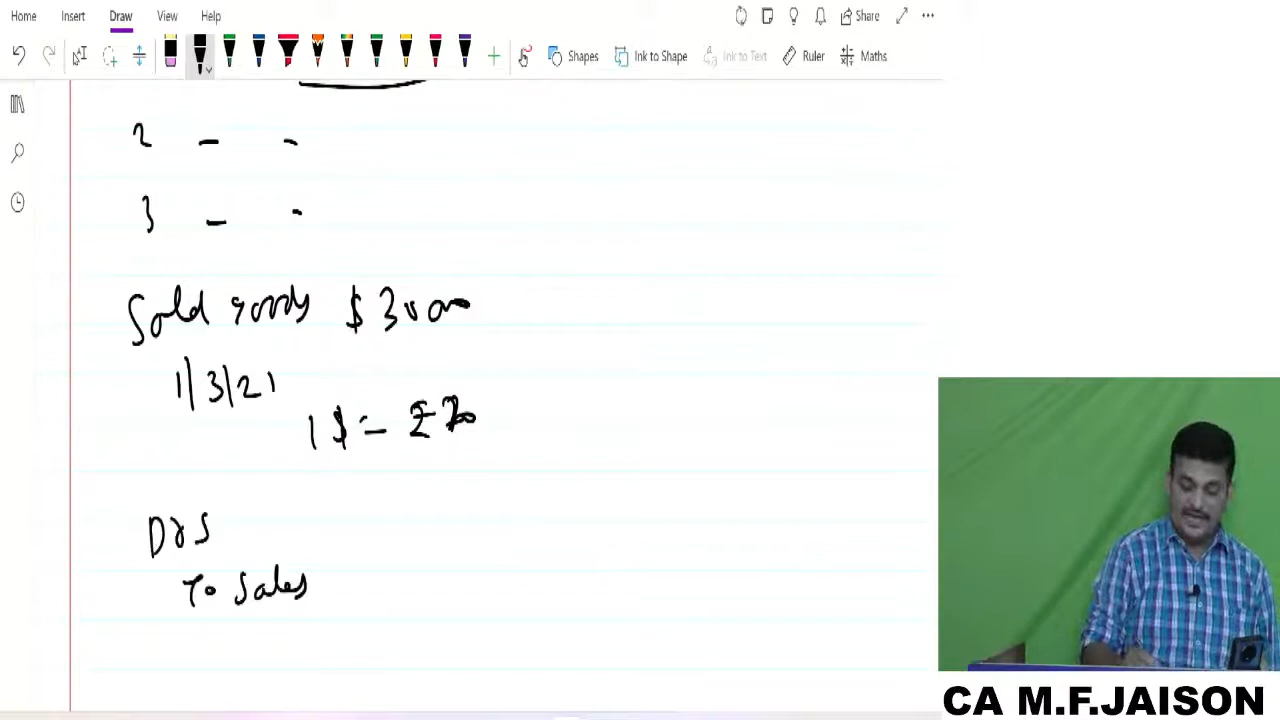 Home Insert Draw View Help Share
Shapes Ink to Shape Ink to Text Ruler Maths
2 - -
3 - -
Sold goods $
1/3/21
1 $ = ₹ 70
Drs
To Sales
CA M.F.JAISON